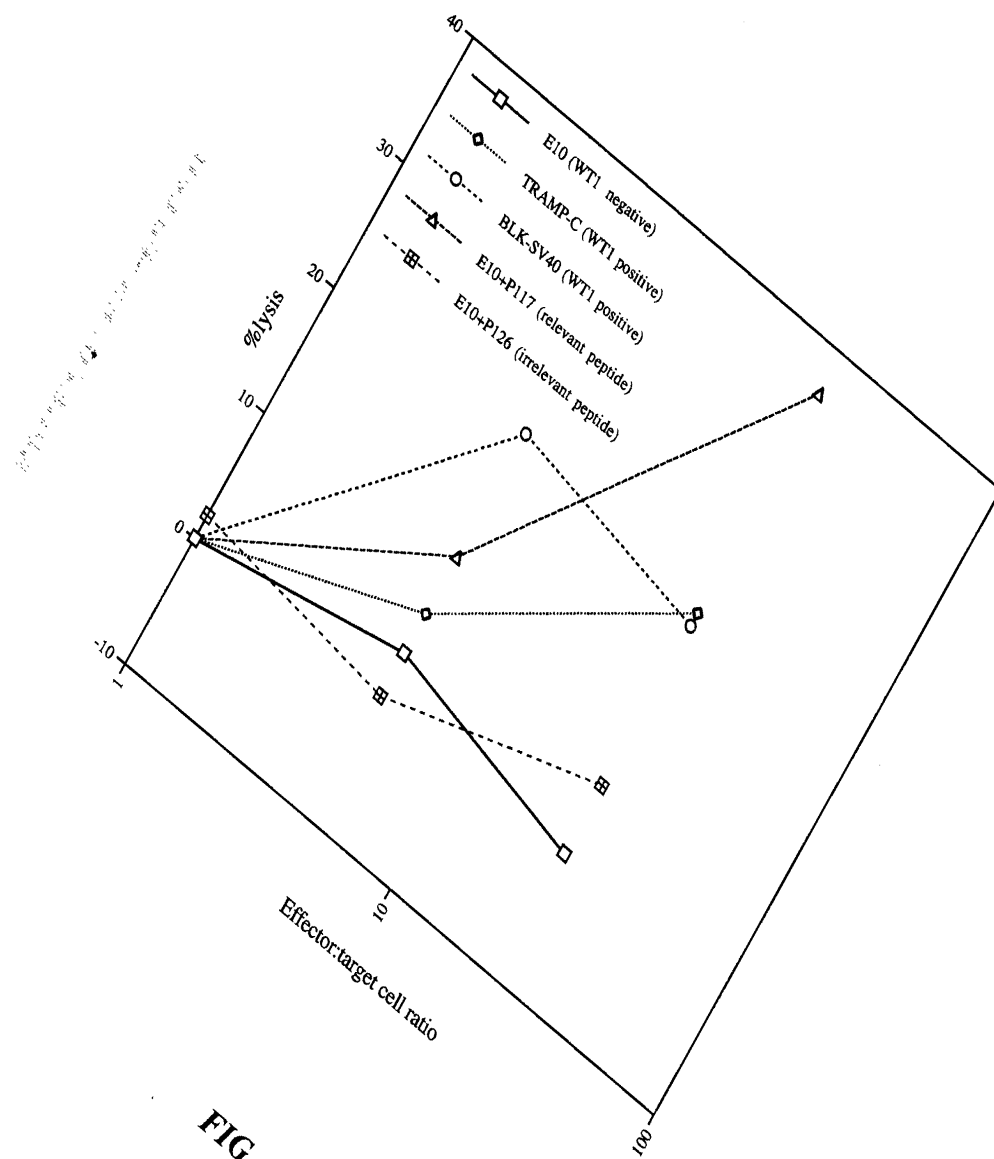 40
30
20
10
0
-10
%lysis
E10 (WT1 negative)
TRAMP-C (WT1 positive)
BLK-SV40 (WT1 positive)
E10+P117 (relevant peptide)
E10+P126 (irrelevant peptide)
1
10
100
Effector:target cell ratio
FIG